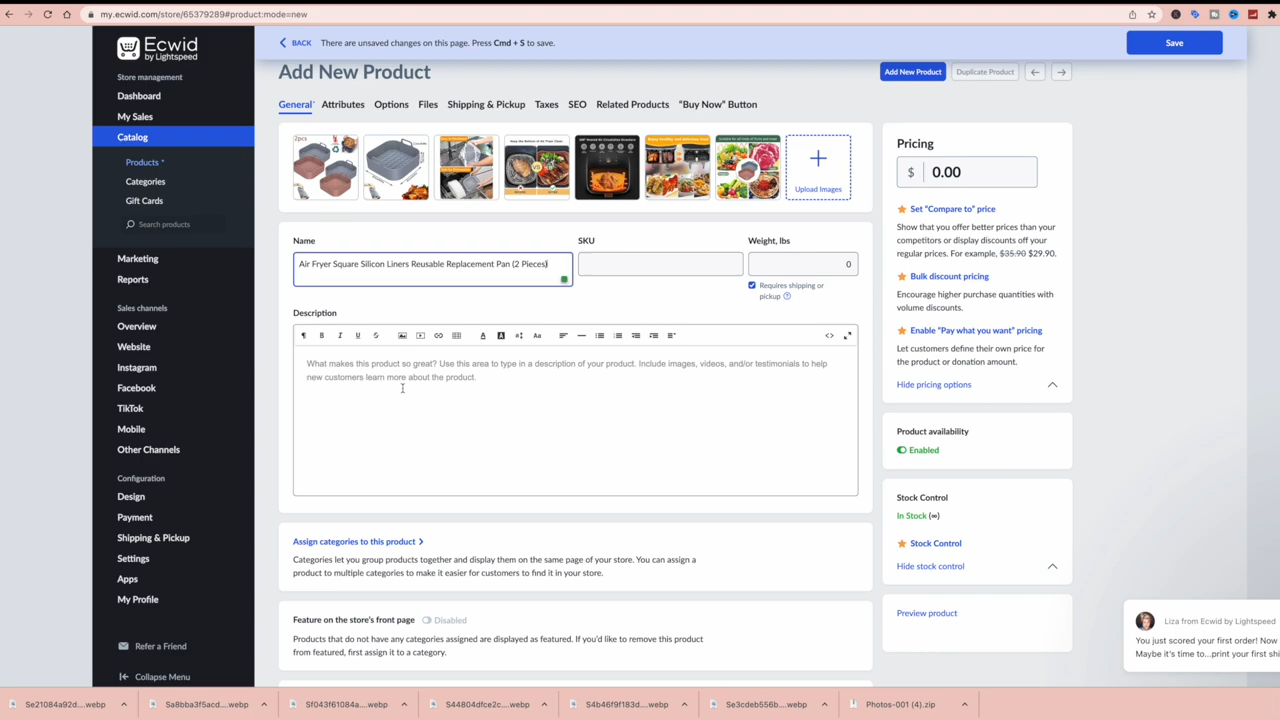 my.ecwid.com/store/65379289#product:mode=new
Ecwid
by Lightspeed
Store management
Dashboard
My Sales
Catalog
Products *
Categories
Gift Cards
Search products
Marketing
Reports
Sales channels
Overview
Website
Instagram
Facebook
TikTok
Mobile
Other Channels
Configuration
Design
Payment
Shipping & Pickup
Settings
Apps
My Profile
Refer a Friend
Collapse Menu
BACK There are unsaved changes on this page. Press Cmd + S to save. Save
Add New Product
Add New Product Duplicate Product
General* Attributes Options Files Shipping & Pickup Taxes SEO Related Products “Buy Now” Button
2pcs
Upload Images
Name SKU Weight, lbs
Air Fryer Square Silicon Liners Reusable Replacement Pan (2 Pieces) 0
Requires shipping or
pickup
Description
What makes this product so great? Use this area to type in a description of your product. Include images, videos, and/or testimonials to help
new customers learn more about the product.
Assign categories to this product
Categories let you group products together and display them on the same page of your store. You can assign a
product to multiple categories to make it easier for customers to find it in your store.
Feature on the store’s front page Disabled
Products that do not have any categories assigned are displayed as featured. If you’d like to remove this product
from featured, first assign it to a category.
Pricing
$ 0.00
Set “Compare to” price
Show that you offer better prices than your
competitors or display discounts off your
regular prices. For example, $35.90 $29.90.
Bulk discount pricing
Encourage higher purchase quantities with
volume discounts.
Enable “Pay what you want” pricing
Let customers define their own price for
the product or donation amount.
Hide pricing options
Product availability
Enabled
Stock Control
In Stock (∞)
Stock Control
Hide stock control
Preview product
Liza from Ecwid by Lightspeed
You just scored your first order! Now
Maybe it’s time to...print your first shi
Se21084a92d....webp Sa8bba3f5acd....webp Sf043f61084a....webp S44804dfce2c....webp S4b46f9f183d....webp Se3cdeb556b....webp Photos-001 (4).zip